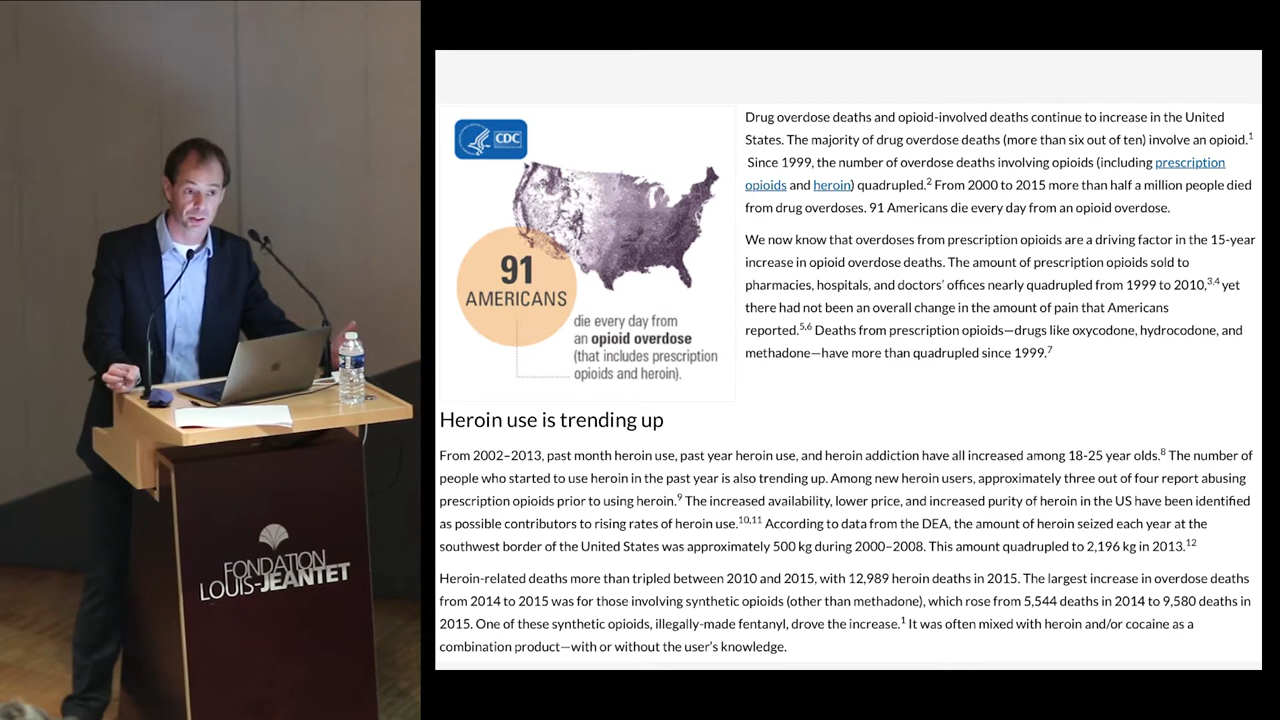 FONDATION
LOUIS-JEANTET
CDC
91
AMERICANS
die every day from
an opioid overdose
(that includes prescription
opioids and heroin).
Drug overdose deaths and opioid-involved deaths continue to increase in the United
States. The majority of drug overdose deaths (more than six out of ten) involve an opioid.1
Since 1999, the number of overdose deaths involving opioids (including prescription
opioids and heroin) quadrupled.2 From 2000 to 2015 more than half a million people died
from drug overdoses. 91 Americans die every day from an opioid overdose.
We now know that overdoses from prescription opioids are a driving factor in the 15-year
increase in opioid overdose deaths. The amount of prescription opioids sold to
pharmacies, hospitals, and doctors’ offices nearly quadrupled from 1999 to 2010,3,4 yet
there had not been an overall change in the amount of pain that Americans
reported.5,6 Deaths from prescription opioids—drugs like oxycodone, hydrocodone, and
methadone—have more than quadrupled since 1999.7
Heroin use is trending up
From 2002–2013, past month heroin use, past year heroin use, and heroin addiction have all increased among 18-25 year olds.8 The number of
people who started to use heroin in the past year is also trending up. Among new heroin users, approximately three out of four report abusing
prescription opioids prior to using heroin.9 The increased availability, lower price, and increased purity of heroin in the US have been identified
as possible contributors to rising rates of heroin use.10,11 According to data from the DEA, the amount of heroin seized each year at the
southwest border of the United States was approximately 500 kg during 2000–2008. This amount quadrupled to 2,196 kg in 2013.12
Heroin-related deaths more than tripled between 2010 and 2015, with 12,989 heroin deaths in 2015. The largest increase in overdose deaths
from 2014 to 2015 was for those involving synthetic opioids (other than methadone), which rose from 5,544 deaths in 2014 to 9,580 deaths in
2015. One of these synthetic opioids, illegally-made fentanyl, drove the increase.1 It was often mixed with heroin and/or cocaine as a
combination product—with or without the user’s knowledge.